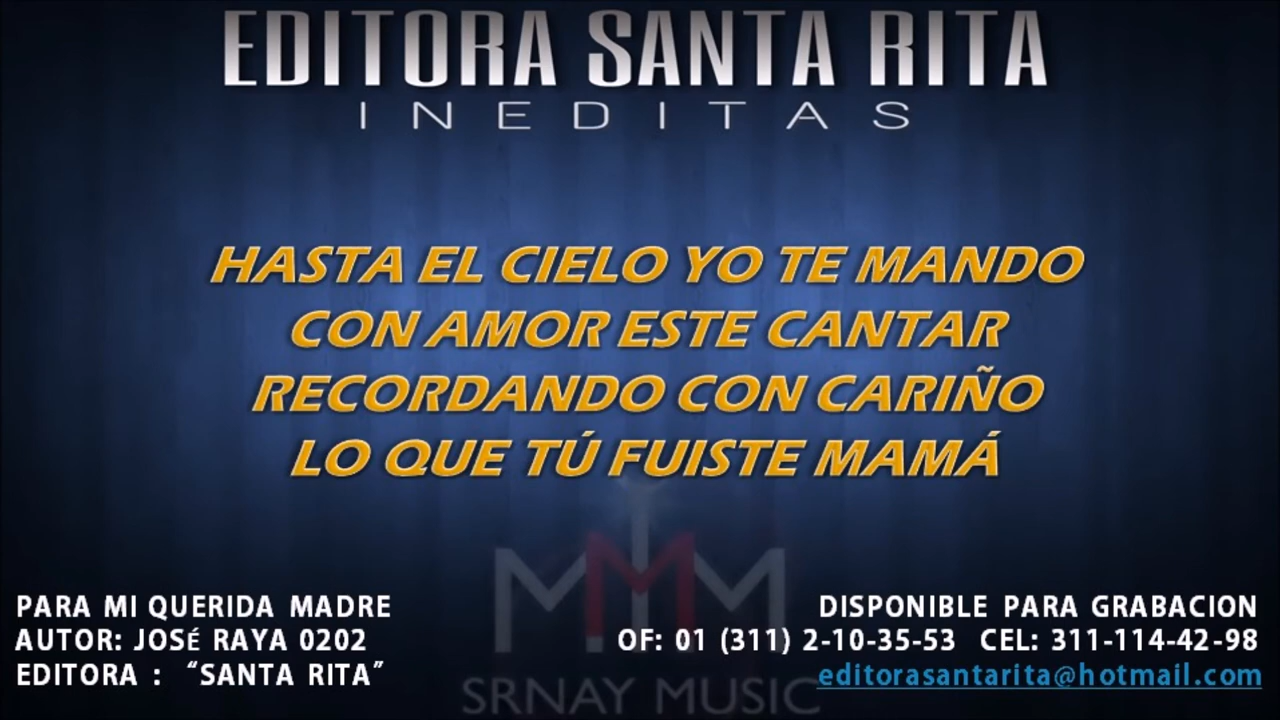 EDITORA SANTA RITA
INEDITAS
HASTA EL CIELO YO TE MANDO
CON AMOR ESTE CANTAR
RECORDANDO CON CARIÑO
LO QUE TÚ FUISTE MAMÁ
MMM
SRNAY MUSIC
PARA MI QUERIDA MADRE
AUTOR: JOSÉ RAYA 0202
EDITORA : “SANTA RITA”
DISPONIBLE PARA GRABACION
OF: 01 (311) 2-10-35-53 CEL: 311-114-42-98
editorasantarita@hotmail.com